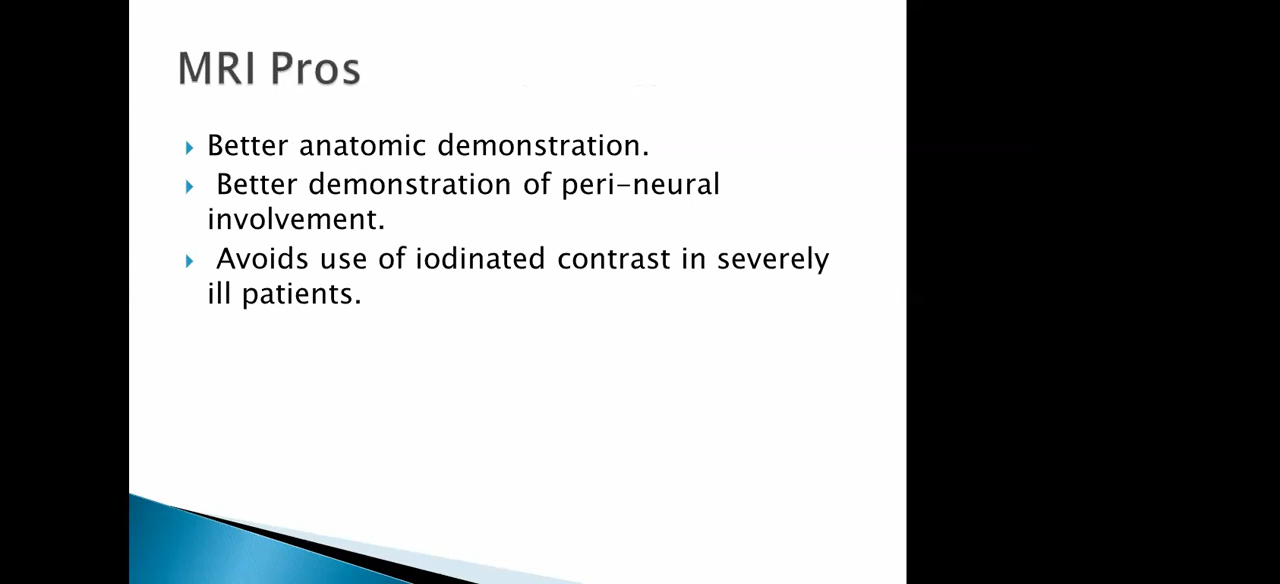 MRI Pros
Better anatomic demonstration.
Better demonstration of peri-neural
involvement.
Avoids use of iodinated contrast in severely
ill patients.